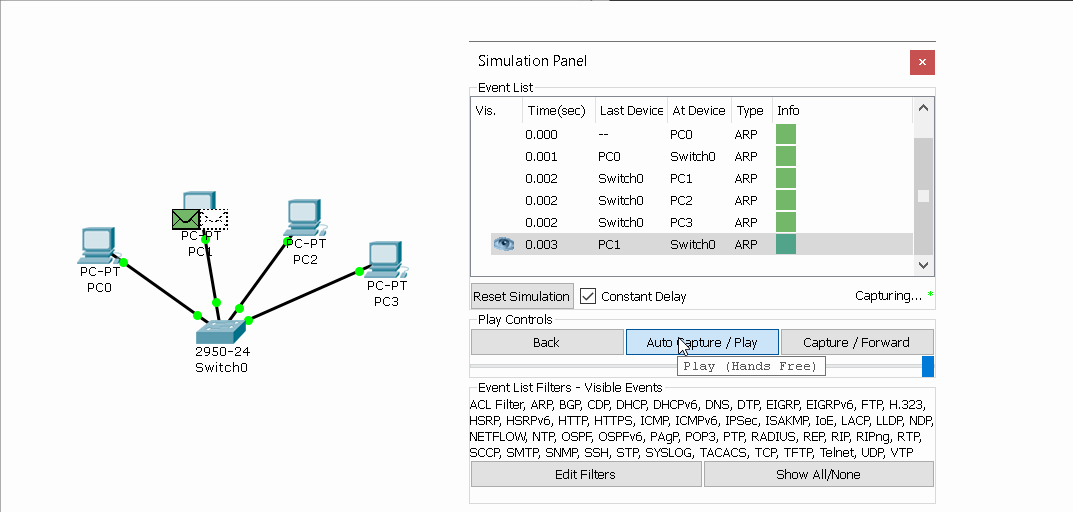 Simulation Panel
Event List
Vis. Time(sec) Last Device At Device Type Info
0.000 -- PC0 ARP
0.001 PC0 Switch0 ARP
0.002 Switch0 PC1 ARP
0.002 Switch0 PC2 ARP
0.002 Switch0 PC3 ARP
0.003 PC1 Switch0 ARP
Reset Simulation Constant Delay Capturing... *
Play Controls
Back Auto Capture / Play Capture / Forward
Play (Hands Free)
Event List Filters - Visible Events
ACL Filter, ARP, BGP, CDP, DHCP, DHCPv6, DNS, DTP, EIGRP, EIGRPv6, FTP, H.323,
HSRP, HSRPv6, HTTP, HTTPS, ICMP, ICMPv6, IPSec, ISAKMP, IoE, LACP, LLDP, NDP,
NETFLOW, NTP, OSPF, OSPFv6, PAgP, POP3, PTP, RADIUS, REP, RIP, RIPng, RTP,
SCCP, SMTP, SNMP, SSH, STP, SYSLOG, TACACS, TCP, TFTP, Telnet, UDP, VTP
Edit Filters Show All/None
PC-PT
PC0
PC-PT
PC1
PC-PT
PC2
PC-PT
PC3
2950-24
Switch0